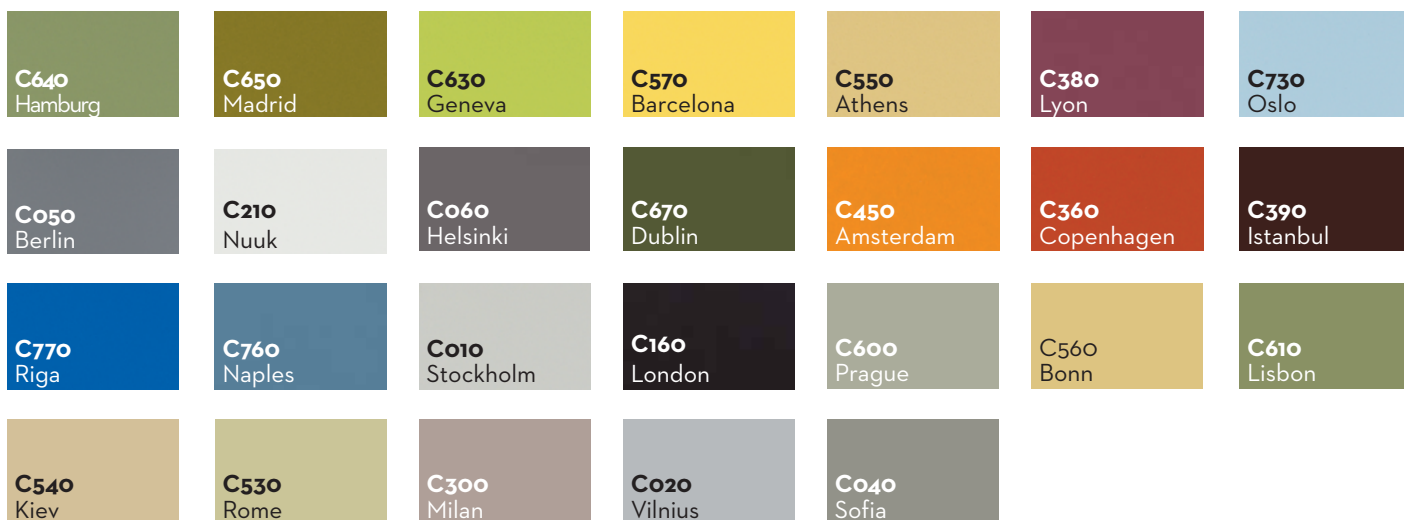 C640
Hamburg
C650
Madrid
C630
Geneva
C570
Barcelona
C550
Athens
C380
Lyon
C730
Oslo
C050
Berlin
C210
Nuuk
C060
Helsinki
C670
Dublin
C450
Amsterdam
C360
Copenhagen
C390
Istanbul
C770
Riga
C760
Naples
C010
Stockholm
C160
London
C600
Prague
C560
Bonn
C610
Lisbon
C540
Kiev
C530
Rome
C300
Milan
C020
Vilnius
C040
Sofia